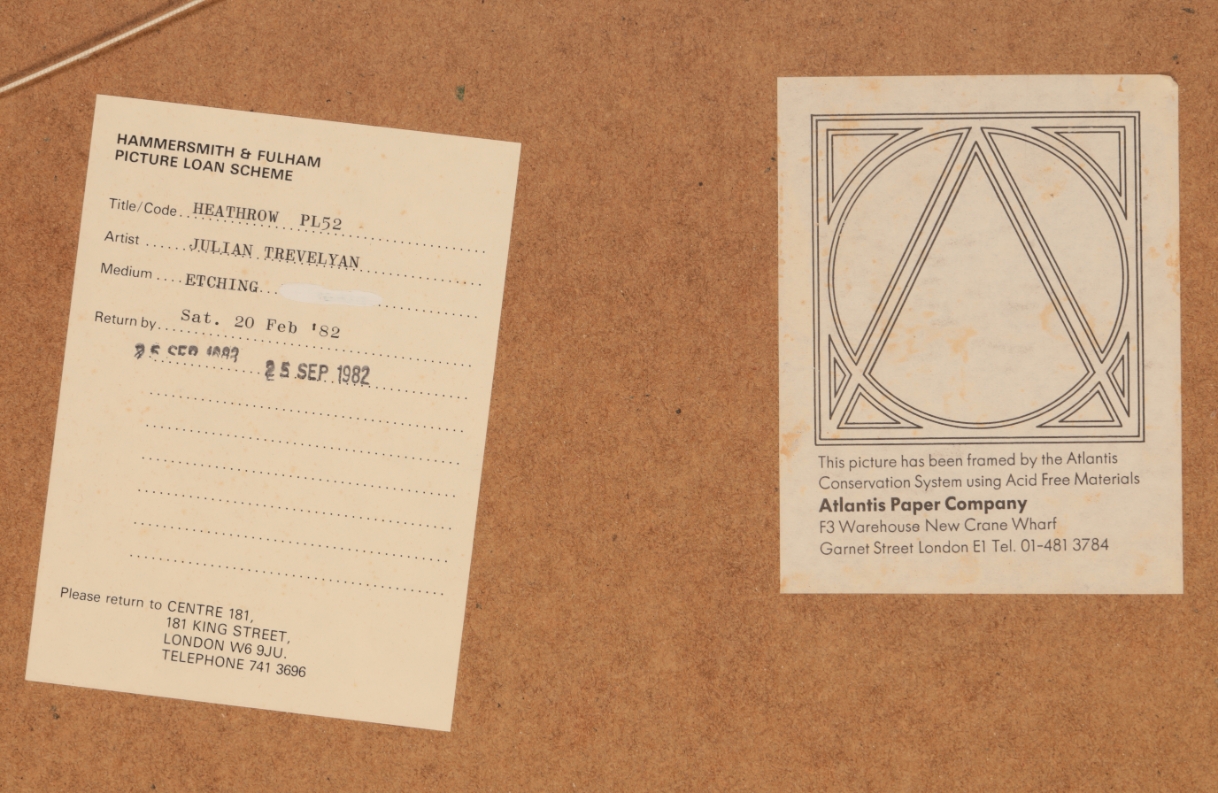 HAMMERSMITH & FULHAM
PICTURE LOAN SCHEME
Title/Code HEATHROW PL52
Artist JULIAN TREVELYAN
Medium ETCHING
Return by Sat. 20 Feb '82
25 SEP 1982 25 SEP 1982
Please return to CENTRE 181,
181 KING STREET,
LONDON W6 9JU.
TELEPHONE 741 3696
This picture has been framed by the Atlantis
Conservation System using Acid Free Materials
Atlantis Paper Company
F3 Warehouse New Crane Wharf
Garnet Street London E1 Tel. 01-481 3784